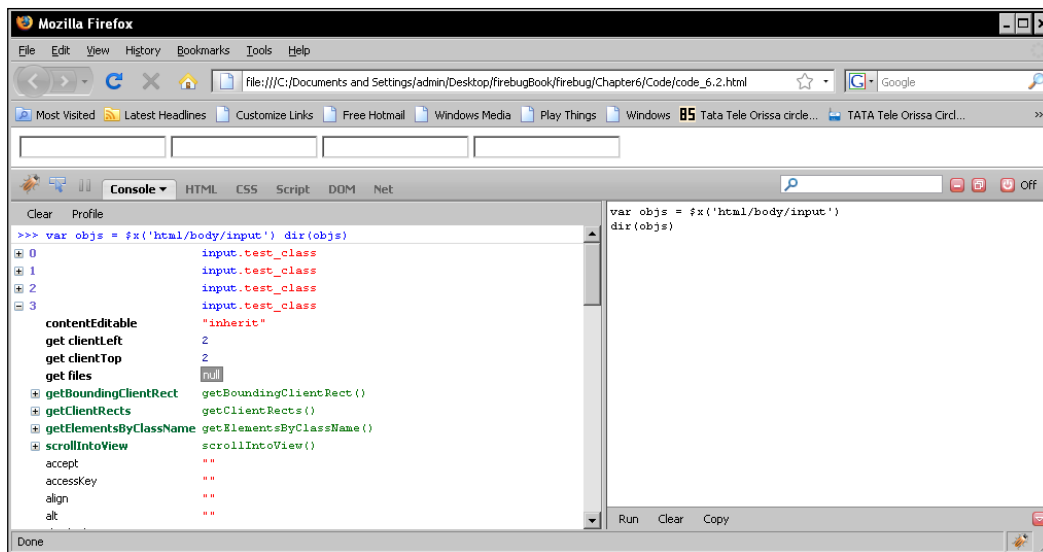 Mozilla Firefox
File Edit View History Bookmarks Tools Help
file:///C:/Documents and Settings/admin/Desktop/firebugBook/firebug/Chapter6/Code/code_6.2.html
G Google
Most Visited Latest Headlines Customize Links Free Hotmail Windows Media Play Things Windows Tata Tele Orissa circle... TATA Tele Orissa Circl... »
Console HTML CSS Script DOM Net
Off
Clear Profile
>>> var objs = $x('html/body/input') dir(objs)
0 input.test_class
1 input.test_class
2 input.test_class
3 input.test_class
contentEditable "inherit"
get clientLeft 2
get clientTop 2
get files null
getBoundingClientRect getBoundingClientRect()
getClientRects getClientRects()
getElementsByClassName getElementsByClassName()
scrollIntoView scrollIntoView()
accept ""
accessKey ""
align ""
alt ""
var objs = $x('html/body/input')
dir(objs)
Run Clear Copy
Done